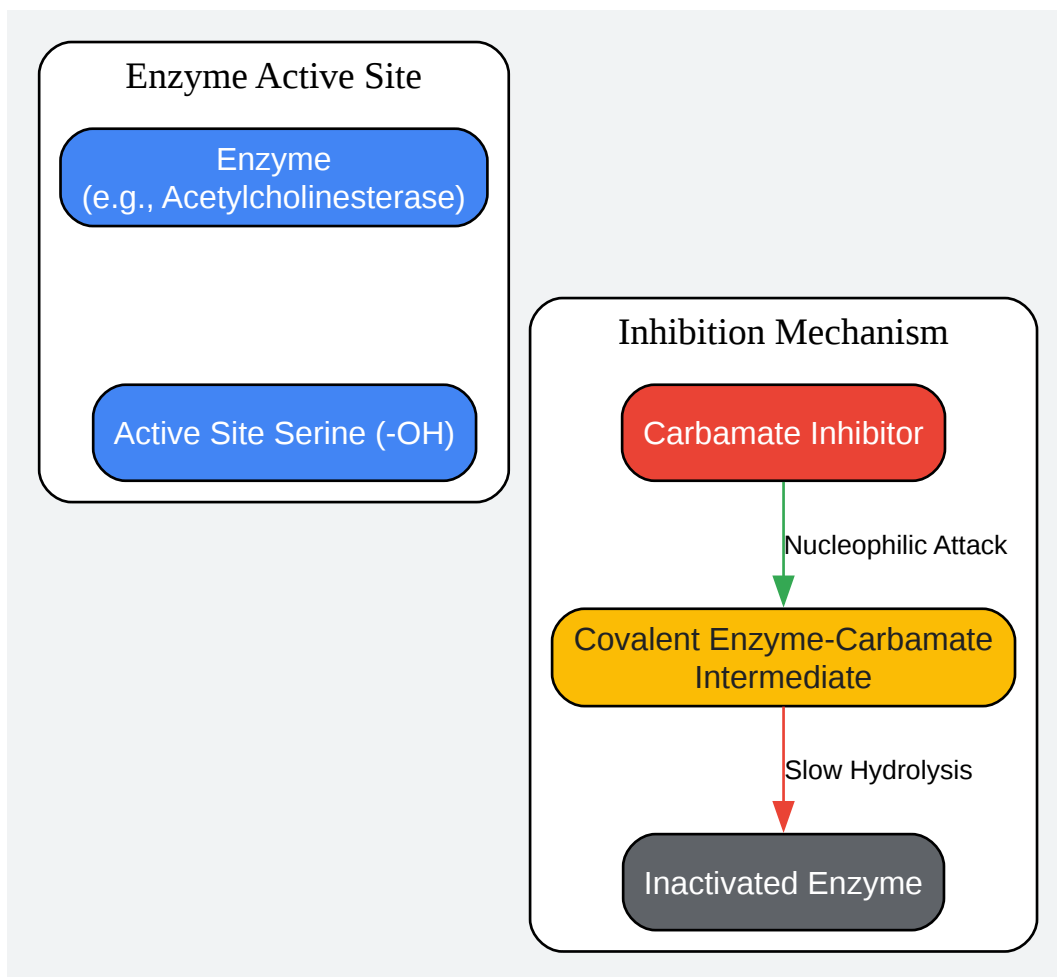 Enzyme Active Site
Enzyme
(e.g., Acetylcholinesterase)
Active Site Serine (-OH)
Inhibition Mechanism
Carbamate Inhibitor
Nucleophilic Attack
Covalent Enzyme-Carbamate
Intermediate
Slow Hydrolysis
Inactivated Enzyme